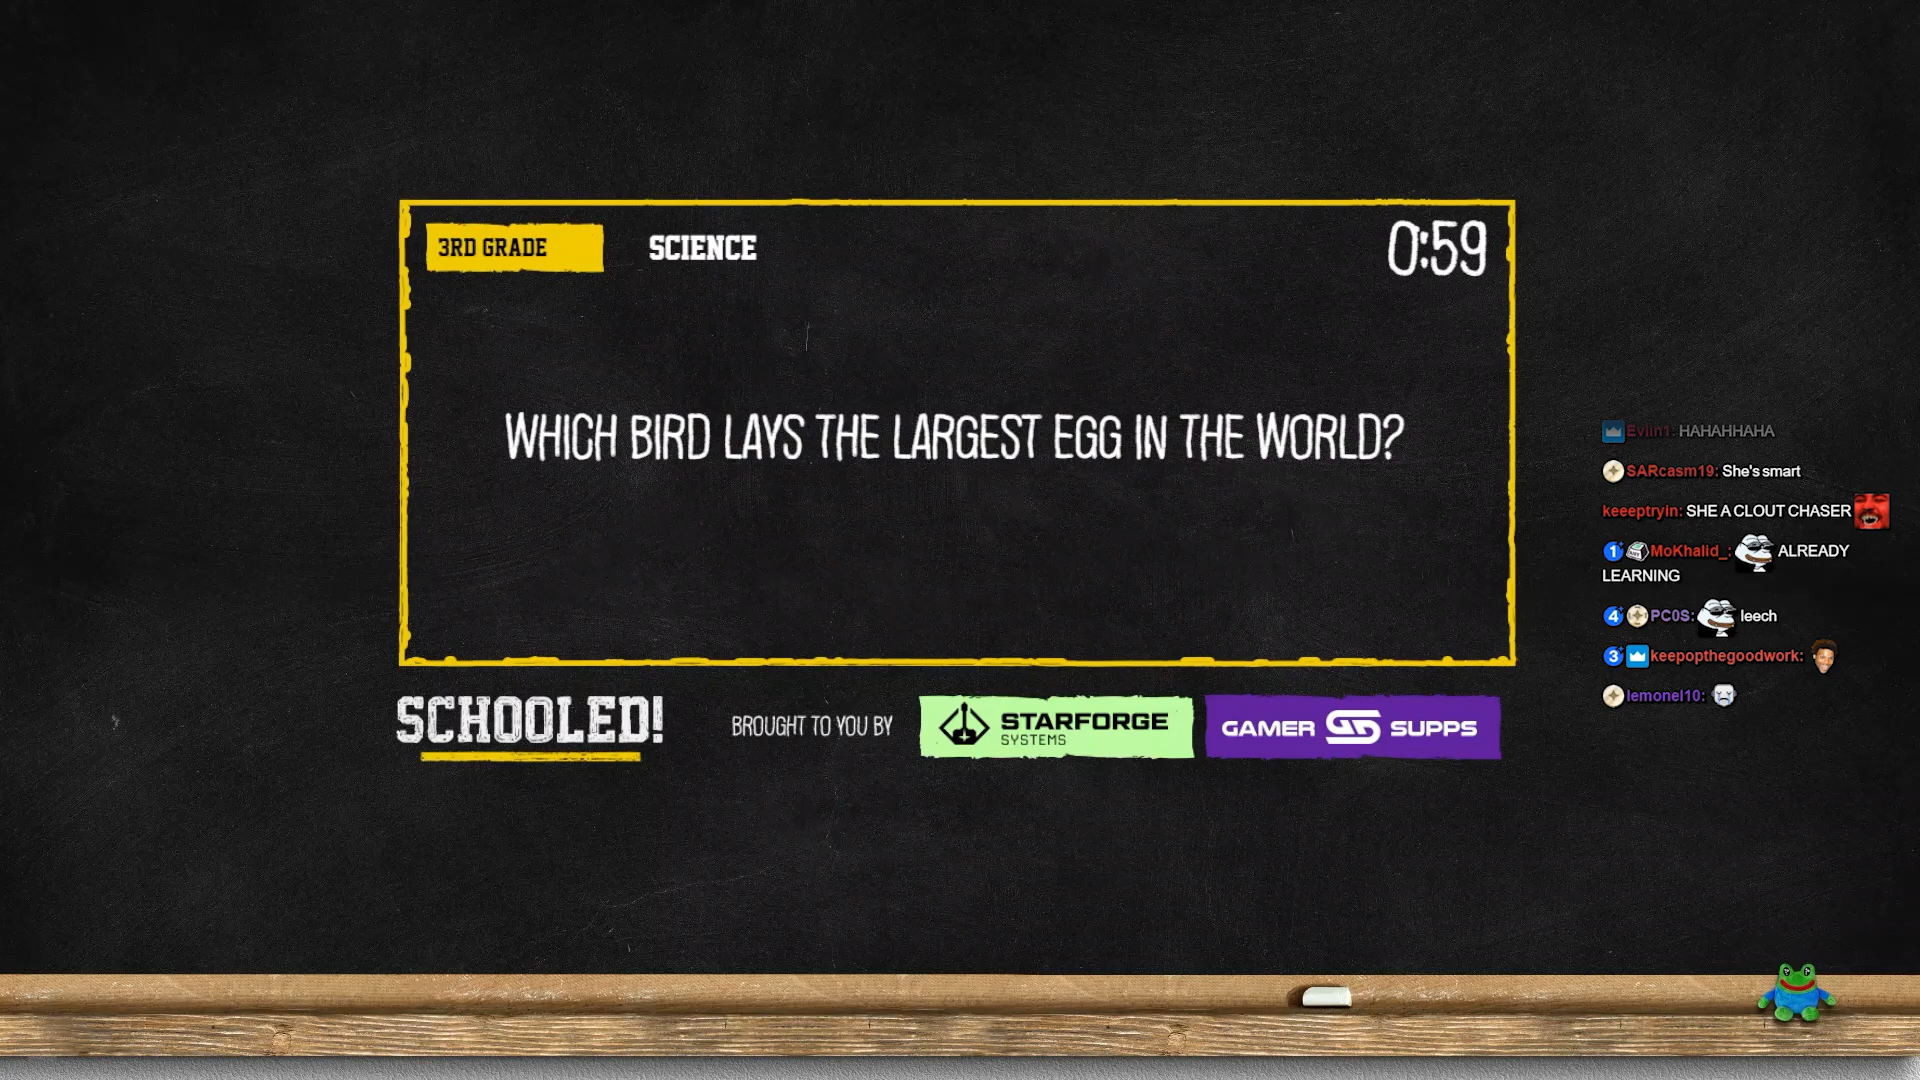 3RD GRADE
SCIENCE
0:59
WHICH BIRD LAYS THE LARGEST EGG IN THE WORLD?
SCHOOLED!
BROUGHT TO YOU BY
STARFORGE
SYSTEMS
GAMER GS SUPPS
Eviin1: HAHAHHAHA
SARcasm19: She's smart
keeeptryin: SHE A CLOUT CHASER
1 MoKhalid_: ALREADY
LEARNING
4 PC0S: leech
3 keepopthegoodwork:
lemonel10: